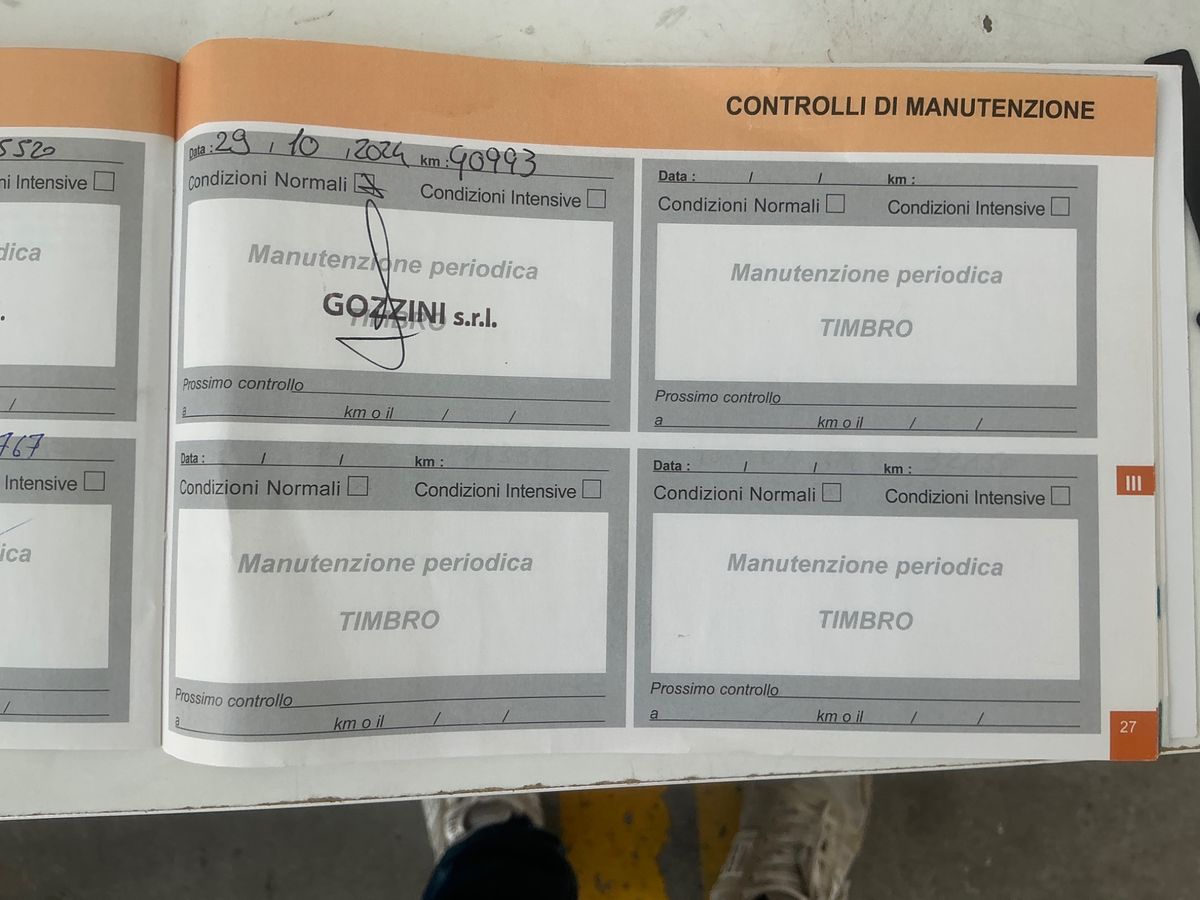 CONTROLLI DI MANUTENZIONE
5520
ni Intensive
dica
.
/
767
Intensive
ica
/
Data : 29 , 10 , 2024 km : 90993
Condizioni Normali Condizioni Intensive
Manutenzione periodica
TIMBRO
GOZZINI s.r.l.
Prossimo controllo
a km o il / /
Data : / / km :
Condizioni Normali Condizioni Intensive
Manutenzione periodica
TIMBRO
Prossimo controllo
a km o il / /
Data : / / km :
Condizioni Normali Condizioni Intensive
Manutenzione periodica
TIMBRO
Prossimo controllo
a km o il / /
Data : / / km :
Condizioni Normali Condizioni Intensive
Manutenzione periodica
TIMBRO
Prossimo controllo
a km o il / /
III
27